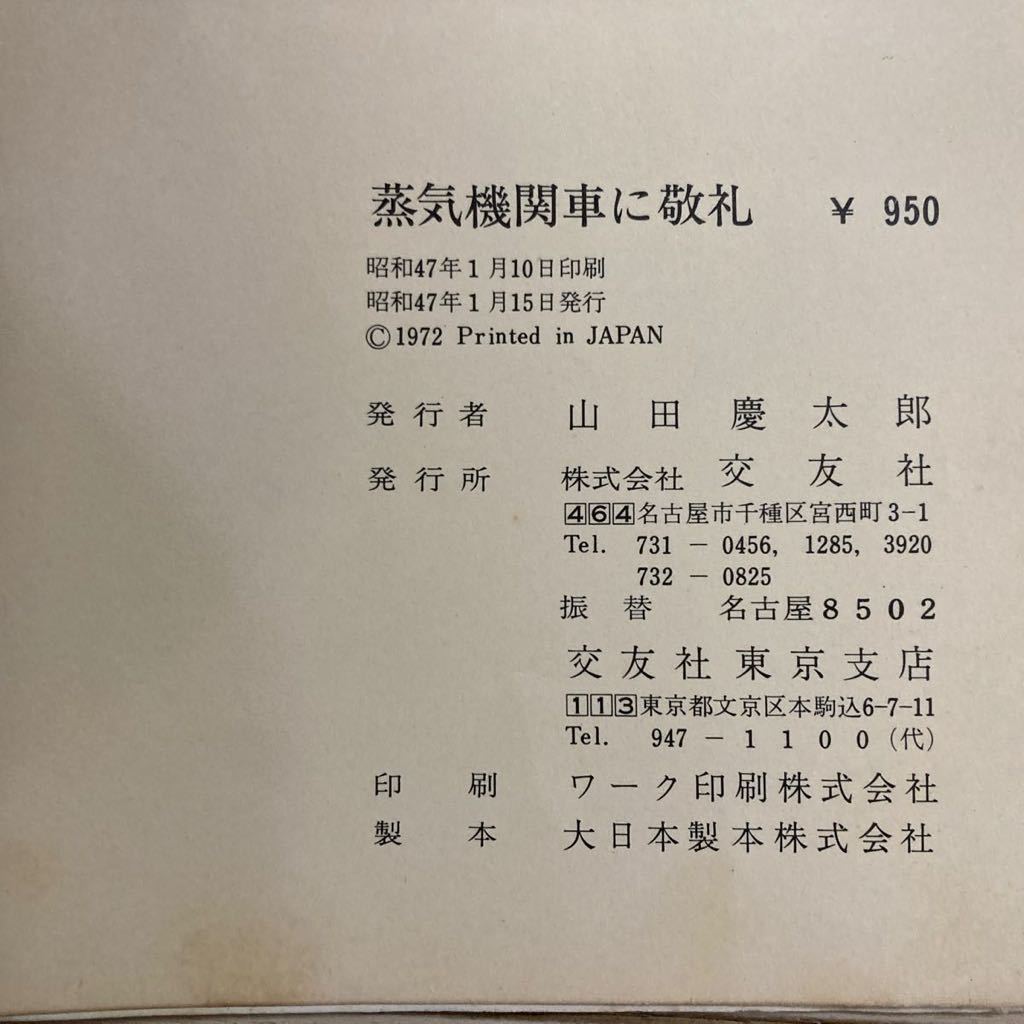 蒸気機関車に敬礼 ¥ 950
昭和47年1月10日印刷
昭和47年1月15日発行
©1972 Printed in JAPAN
発行者 山田慶太郎
発行所 株式会社 交友社
464名古屋市千種区宮西町3-1
Tel. 731 - 0456, 1285, 3920
732 - 0825
振替 名古屋8502
交友社東京支店
113東京都文京区本駒込6-7-11
Tel. 947 - 1100(代)
印刷 ワーク印刷株式会社
製本 大日本製本株式会社